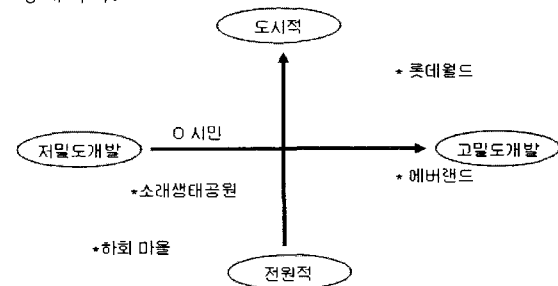 도시적
* 롯데월드
O 시민
저밀도개발
고밀도개발
* 에버랜드
*소래생태공원
*하회 마을
전원적